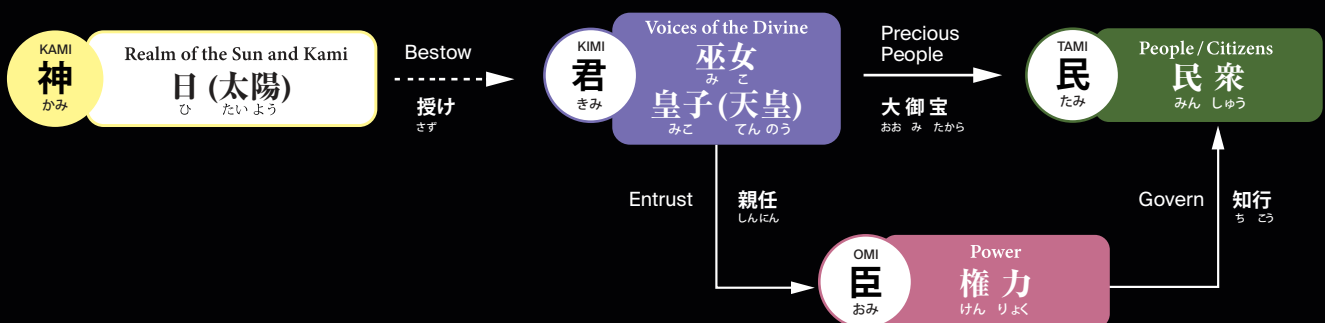 KAMI
神
かみ
Realm of the Sun and Kami
日 (太陽)
ひ たい よう
Bestow
授け
さず
KIMI
君
きみ
Voices of the Divine
巫女
み こ
皇子 (天皇)
みこ てん のう
Precious
People
大 御 宝
おお み たから
TAMI
民
たみ
People / Citizens
民 衆
みん しゅう
Entrust
親任
しんにん
OMI
臣
おみ
Power
権 力
けん りょく
Govern
知行
ち こう